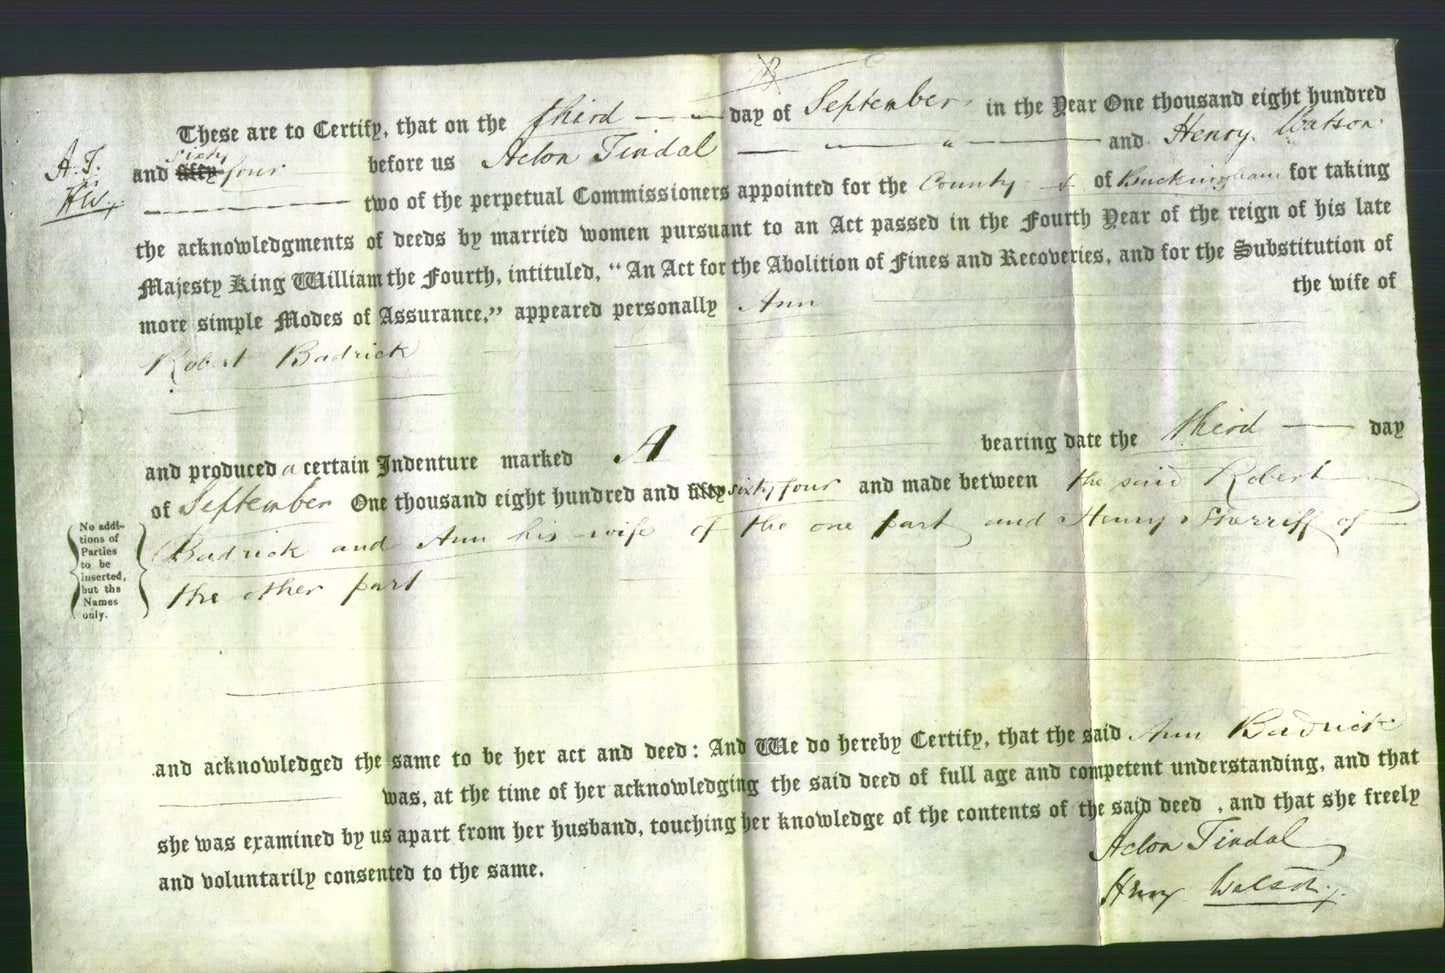 These are to Certify, that on the third day of September in the Year One thousand eight hundred
A.T.
H.W.
and fifty sixty four before us Acton Tindal and Henry Watson
two of the perpetual Commissioners appointed for the County of Buckingham for taking
the acknowledgments of deeds by married women pursuant to an Act passed in the Fourth Year of the reign of his late
Majesty King William the Fourth, intituled, “An Act for the Abolition of Fines and Recoveries, and for the Substitution of
more simple Modes of Assurance,” appeared personally Ann the wife of
Robert Badrick
and produced a certain Indenture marked A bearing date the third day
of September One thousand eight hundred and fifty sixty four and made between the said Robert
Badrick and Ann his wife of the one part and Henry Sherriff of
the other part
No addi-
tions of
Parties
to be
inserted,
but the
Names
only.
and acknowledged the same to be her act and deed: And We do hereby Certify, that the said Ann Badrick
was, at the time of her acknowledging the said deed of full age and competent understanding, and that
she was examined by us apart from her husband, touching her knowledge of the contents of the said deed , and that she freely
and voluntarily consented to the same.
Acton Tindal
Henry Watson